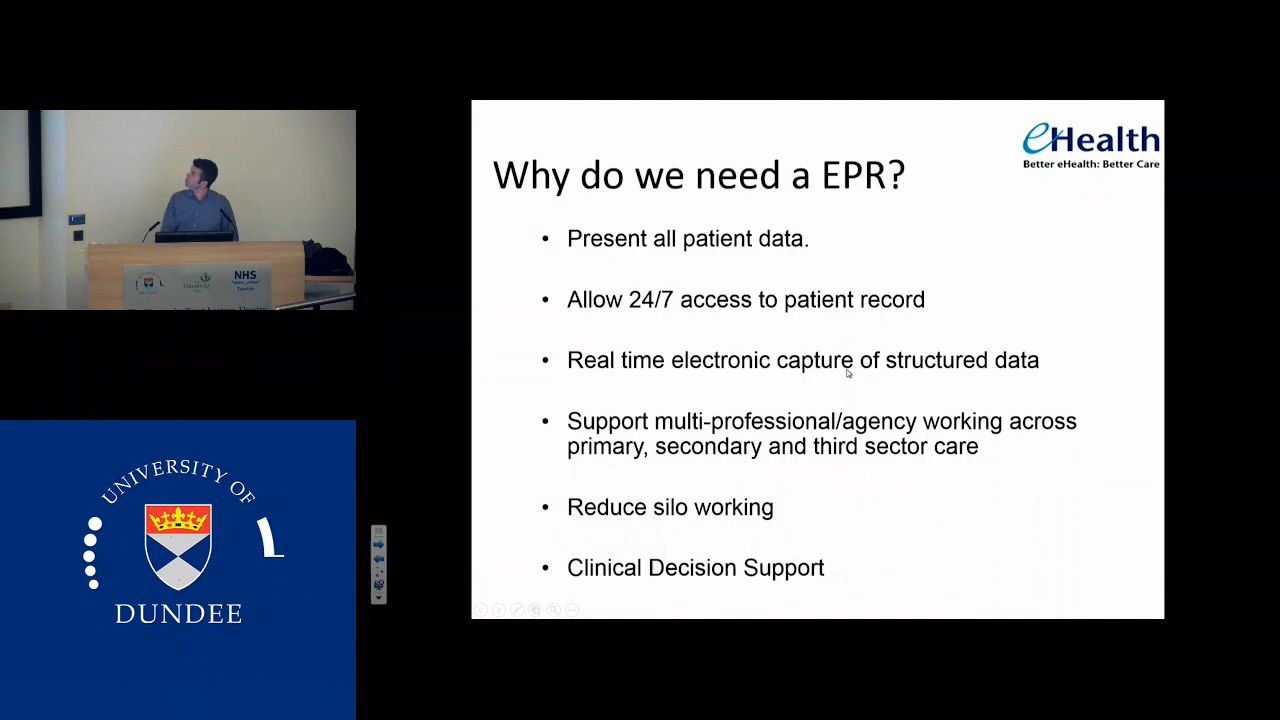 eHealth
Better eHealth: Better Care
Why do we need a EPR?
• Present all patient data.
• Allow 24/7 access to patient record
• Real time electronic capture of structured data
• Support multi-professional/agency working across
primary, secondary and third sector care
• Reduce silo working
• Clinical Decision Support
NHS
Tayside
UNIVERSITY OF
DUNDEE